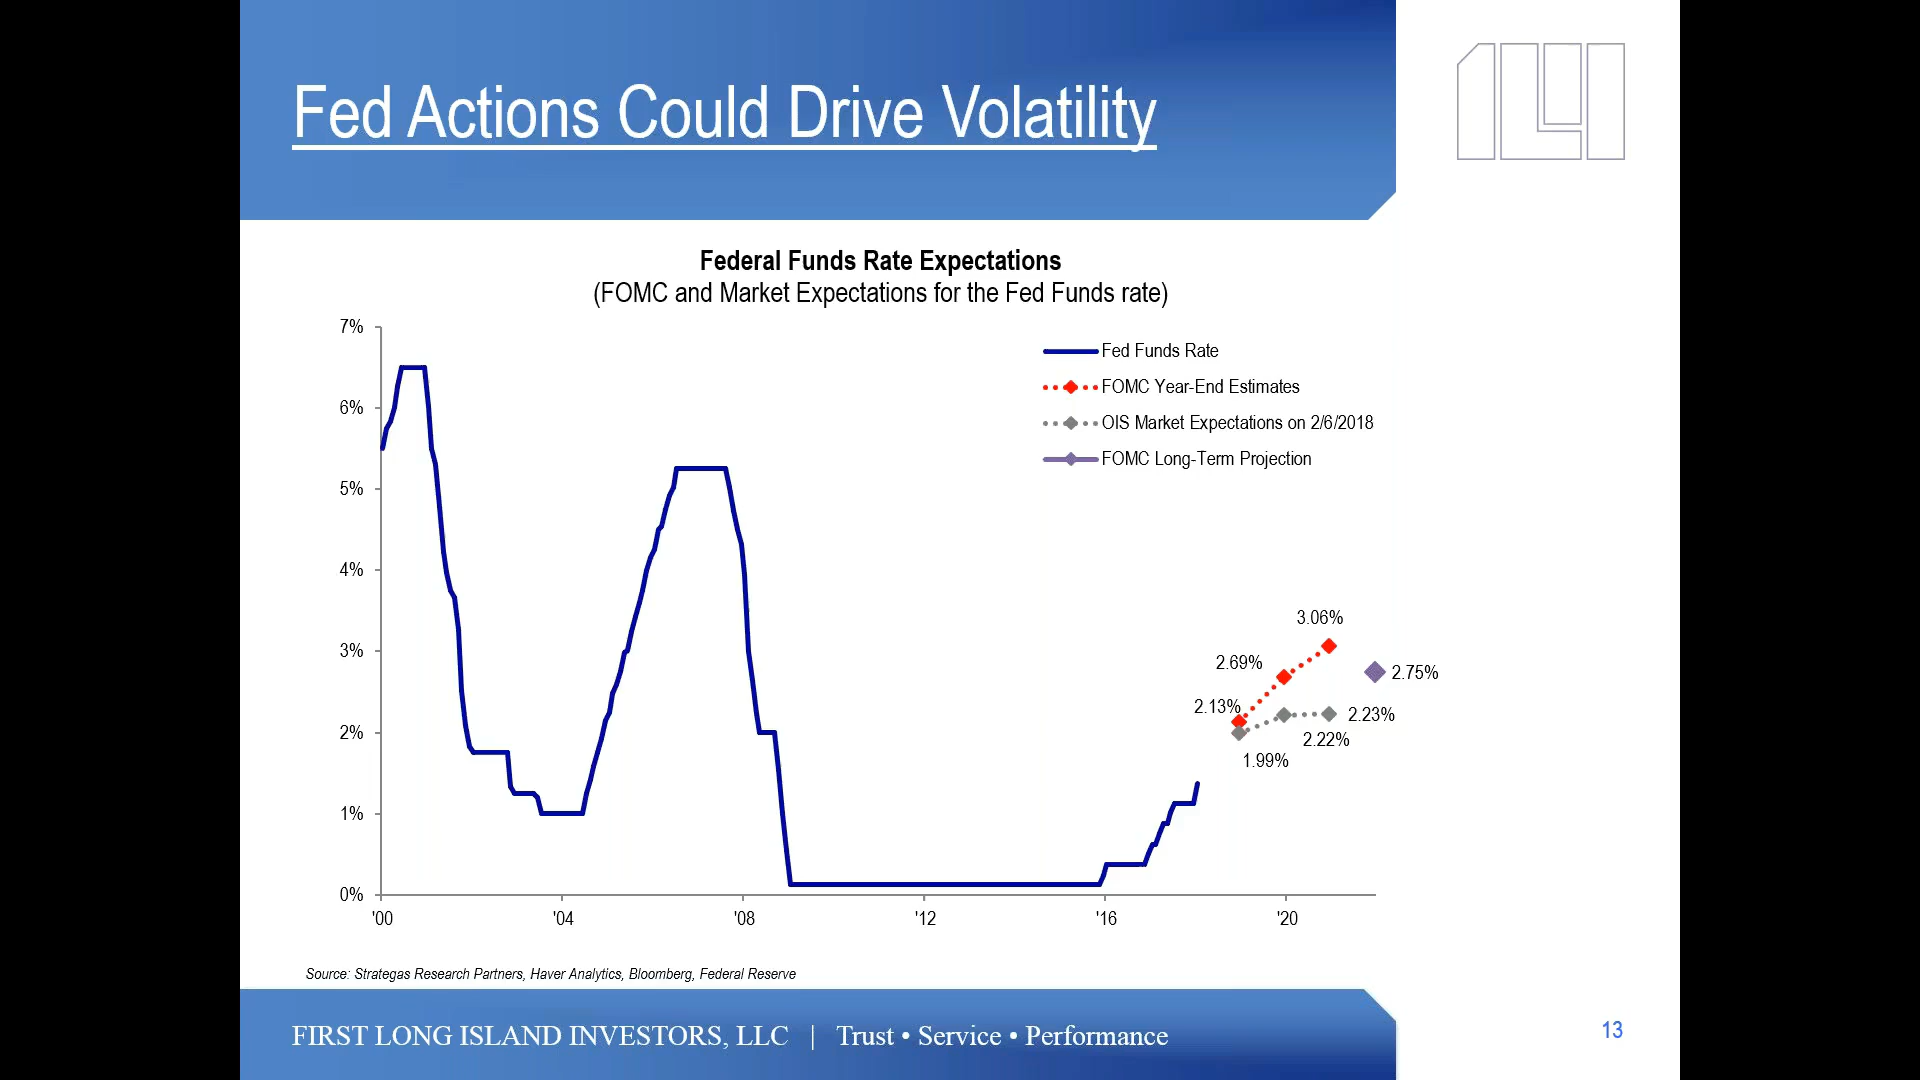 Fed Actions Could Drive Volatility
Federal Funds Rate Expectations
(FOMC and Market Expectations for the Fed Funds rate)
7%
6%
5%
4%
3%
2%
1%
0%
Fed Funds Rate
FOMC Year-End Estimates
OIS Market Expectations on 2/6/2018
FOMC Long-Term Projection
3.06%
2.69%
2.75%
2.13%
2.23%
2.22%
1.99%
'00 '04 '08 '12 '16 '20
Source: Strategas Research Partners, Haver Analytics, Bloomberg, Federal Reserve
FIRST LONG ISLAND INVESTORS, LLC | Trust • Service • Performance
13